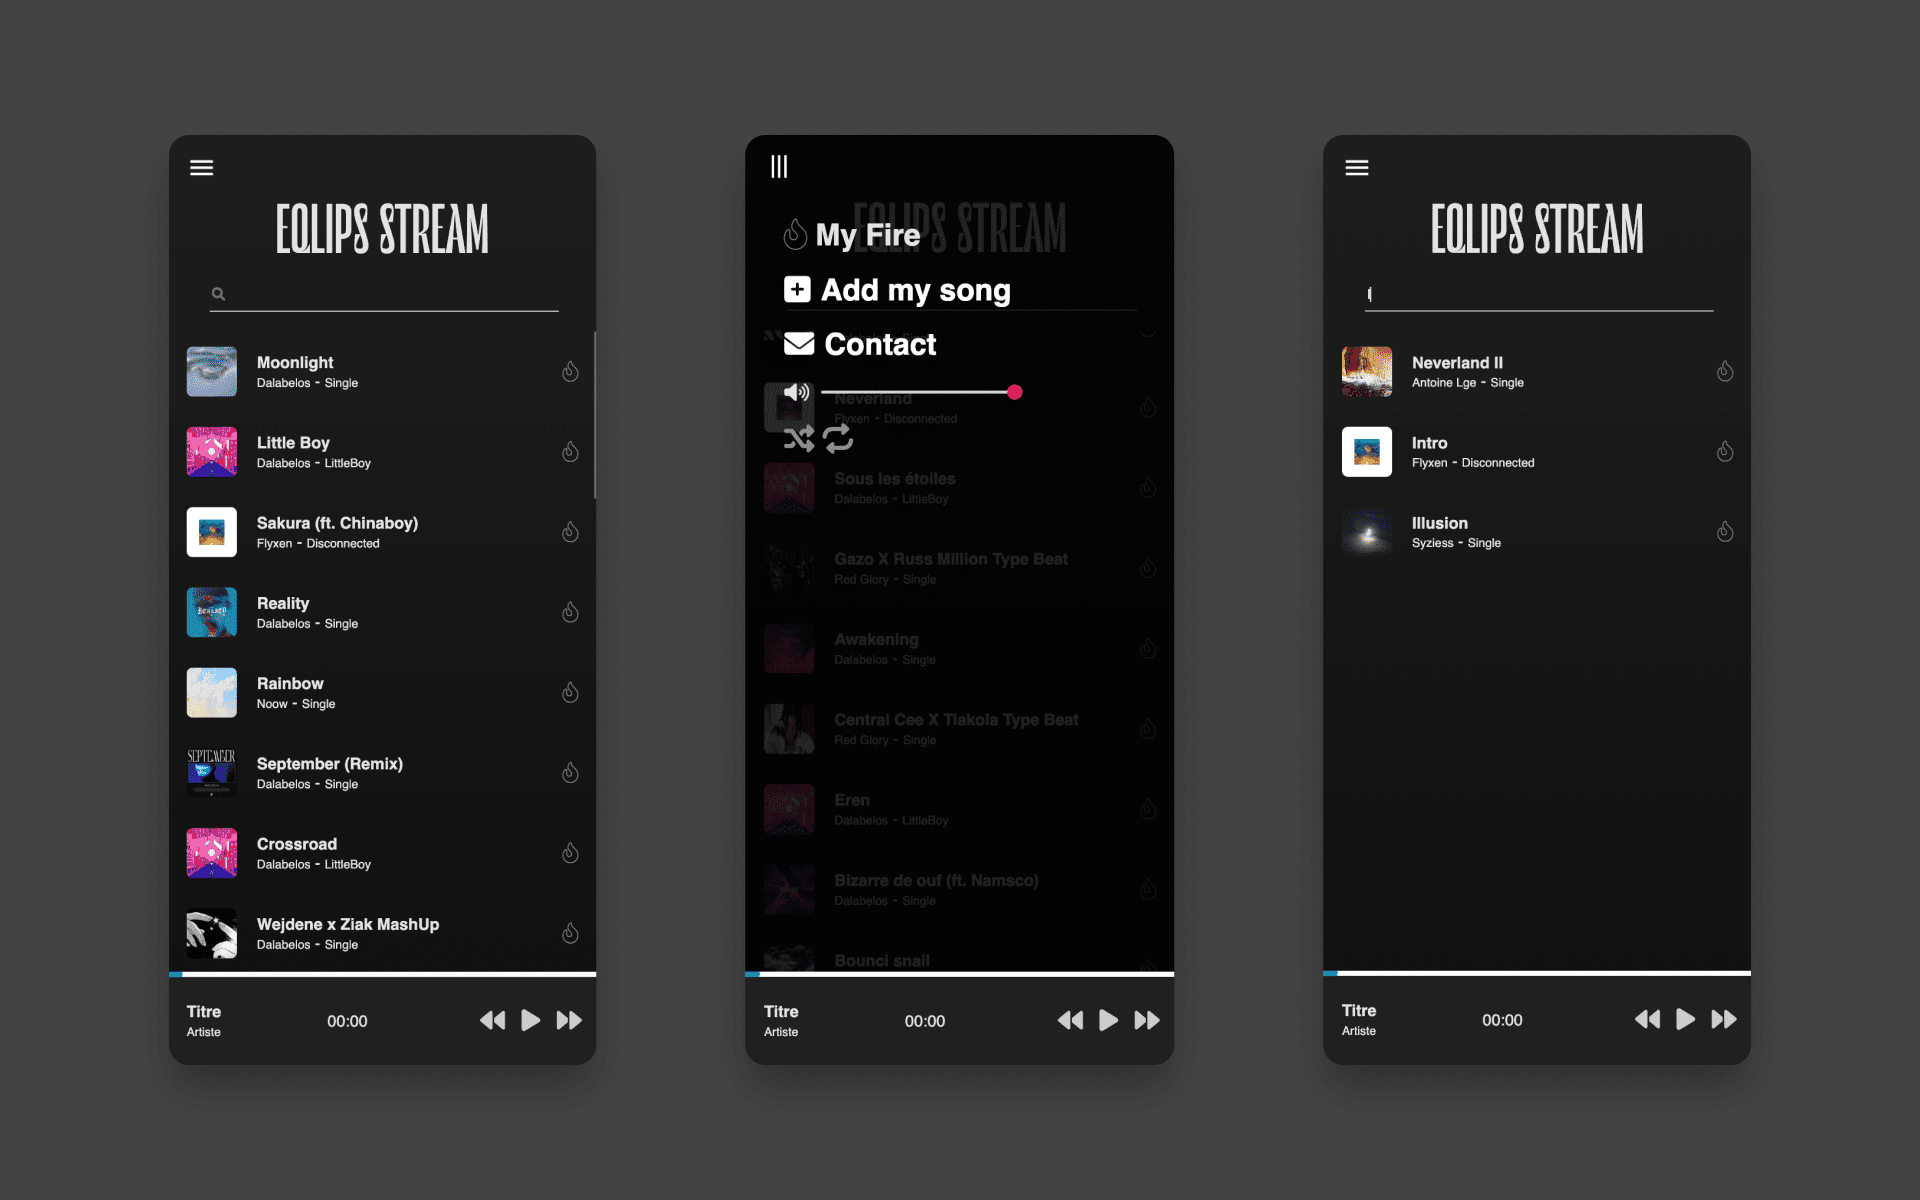 EQLIPS STREAM
Moonlight
Dalabelos - Single
Little Boy
Dalabelos - LittleBoy
Sakura (ft. Chinaboy)
Flyxen - Disconnected
Reality
Dalabelos - Single
Rainbow
Noow - Single
SEPTEMBER
September (Remix)
Dalabelos - Single
Crossroad
Dalabelos - LittleBoy
Wejdene x Ziak MashUp
Dalabelos - Single
Titre
Artiste
00:00
EQLIPS STREAM
My Fire
Add my song
Contact
Neverland
Flyxen - Disconnected
Sous les étoiles
Dalabelos - LittleBoy
Gazo X Russ Million Type Beat
Red Glory - Single
Awakening
Dalabelos - Single
Central Cee X Tiakola Type Beat
Red Glory - Single
Eren
Dalabelos - LittleBoy
Bizarre de ouf (ft. Namsco)
Dalabelos - Single
Bounci snail
Titre
Artiste
00:00
EQLIPS STREAM
Neverland II
Antoine Lge - Single
Intro
Flyxen - Disconnected
Illusion
Syziess - Single
Titre
Artiste
00:00